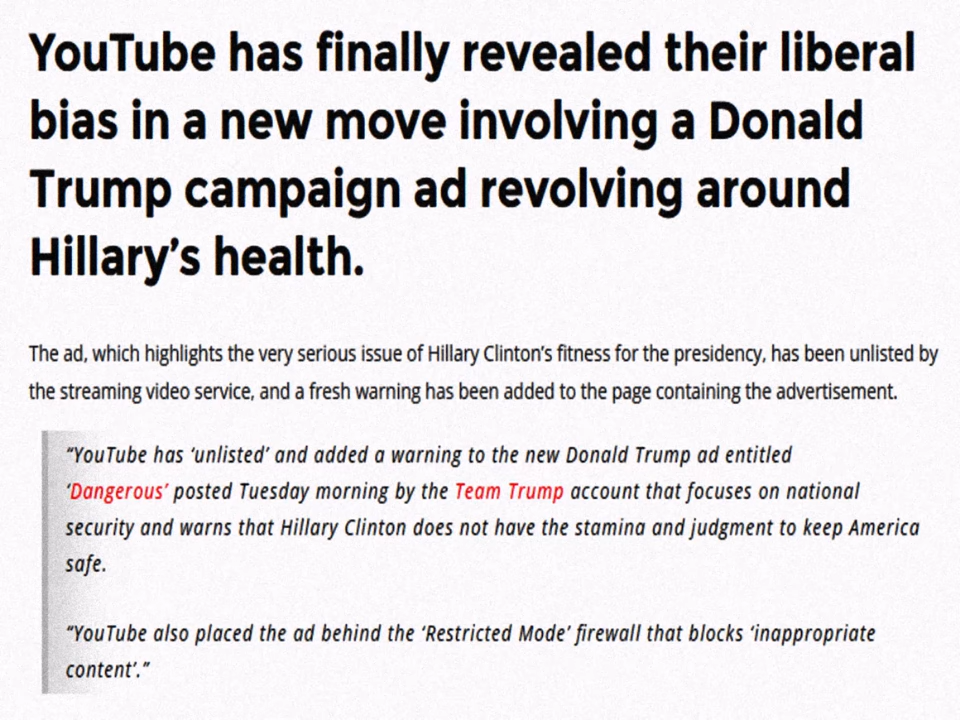 YouTube has finally revealed their liberal
bias in a new move involving a Donald
Trump campaign ad revolving around
Hillary’s health.
The ad, which highlights the very serious issue of Hillary Clinton’s fitness for the presidency, has been unlisted by
the streaming video service, and a fresh warning has been added to the page containing the advertisement.
“YouTube has ‘unlisted’ and added a warning to the new Donald Trump ad entitled
‘Dangerous’ posted Tuesday morning by the Team Trump account that focuses on national
security and warns that Hillary Clinton does not have the stamina and judgment to keep America
safe.
“YouTube also placed the ad behind the ‘Restricted Mode’ firewall that blocks ‘inappropriate
content’.”